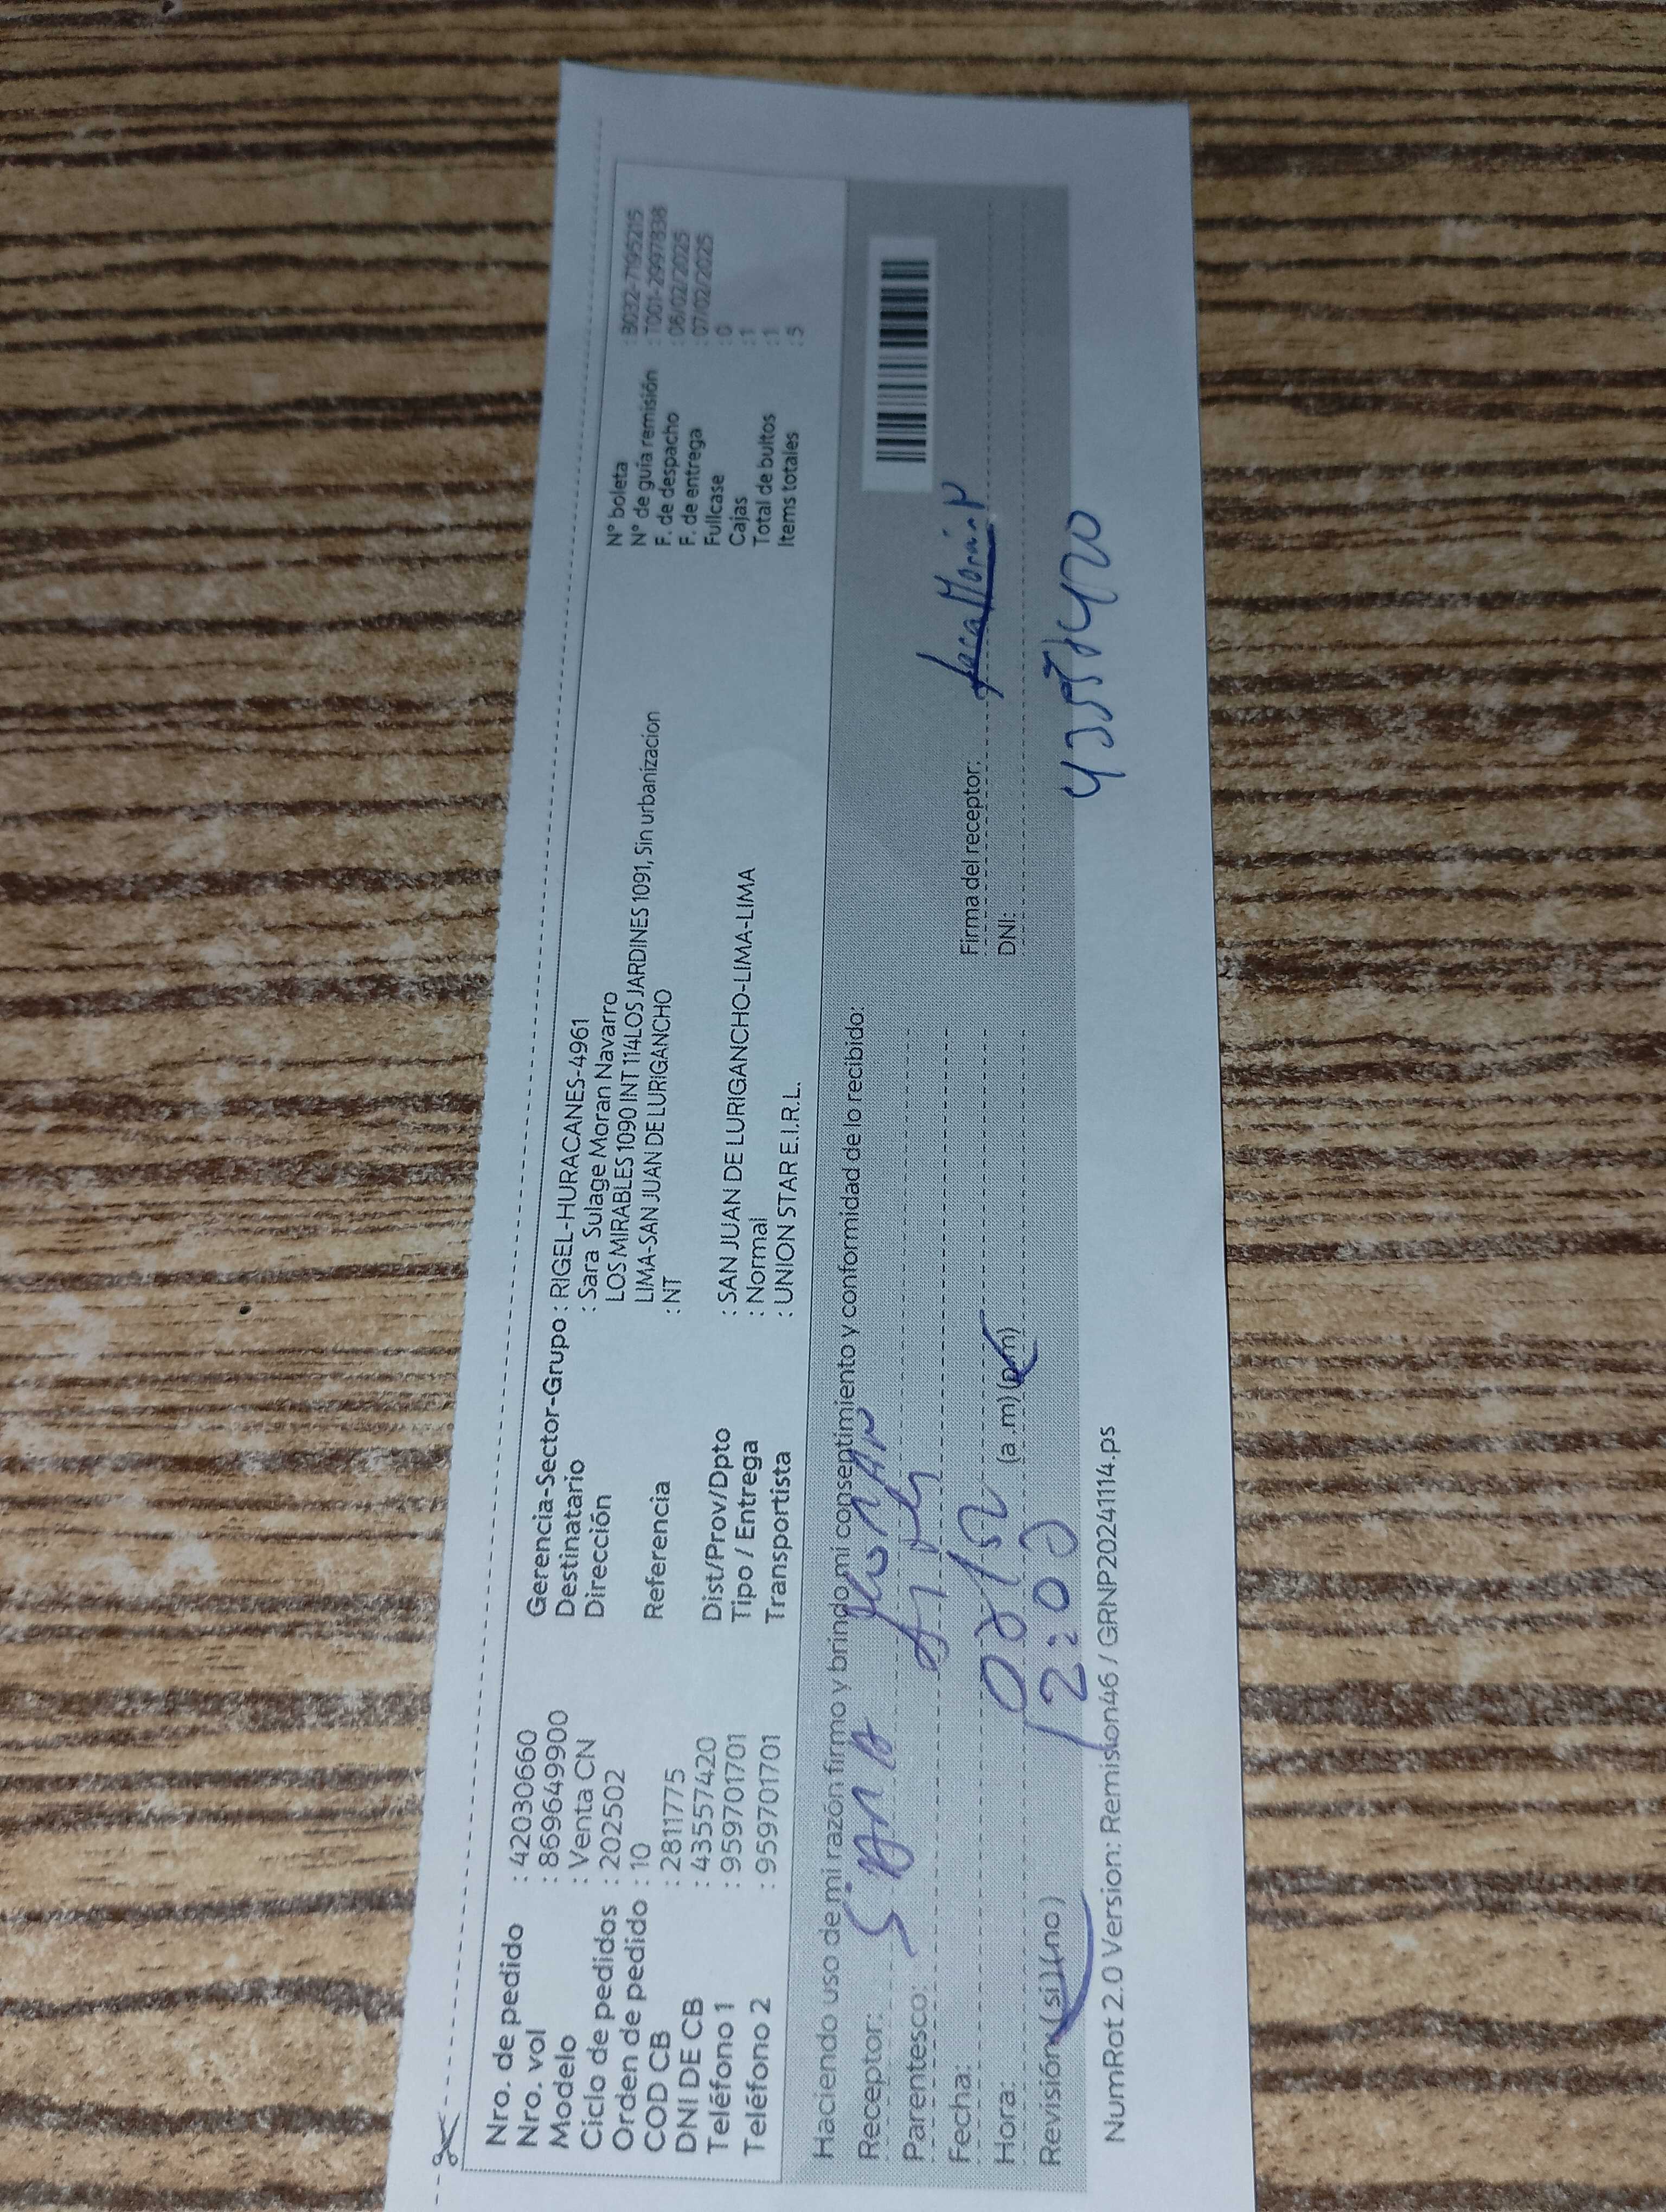 Nro. de pedido : 42030660
Nro. vol : 869649900
Modelo : Venta CN
Ciclo de pedidos : 202502
Orden de pedido : 10
COD CB : 2811775
DNI DE CB : 43557420
Teléfono 1 : 959701701
Teléfono 2 : 959701701
Gerencia-Sector-Grupo : RIGEL-HURACANES-4961
Destinatario : Sara Sulage Moran Navarro
Dirección LOS MIRABLES 1090 INT 114LOS JARDINES 1091, Sin urbanizacion
LIMA-SAN JUAN DE LURIGANCHO
Referencia : NT
Dist/Prov/Dpto : SAN JUAN DE LURIGANCHO-LIMA-LIMA
Tipo / Entrega : Normal
Transportista : UNION STAR E.I.R.L.
N° boleta : B032-7195215
N° de guía remisión : T001-29971838
F. de despacho : 06/02/2025
F. de entrega : 07/02/2025
Fullcase : 0
Cajas : 1
Total de bultos : 1
Items totales : 5
Haciendo uso de mi razón firmo y brindo mi consentimiento y conformidad de lo recibido:
Receptor: SARA MORAN
Parentesco:
Fecha:
Hora: 12:00 (a .m)(p.m)
Revisión (si)(no)
Firma del receptor:
DNI: 43557420
NumRot 2.0 Version: Remision46 / GRNP20241114.ps